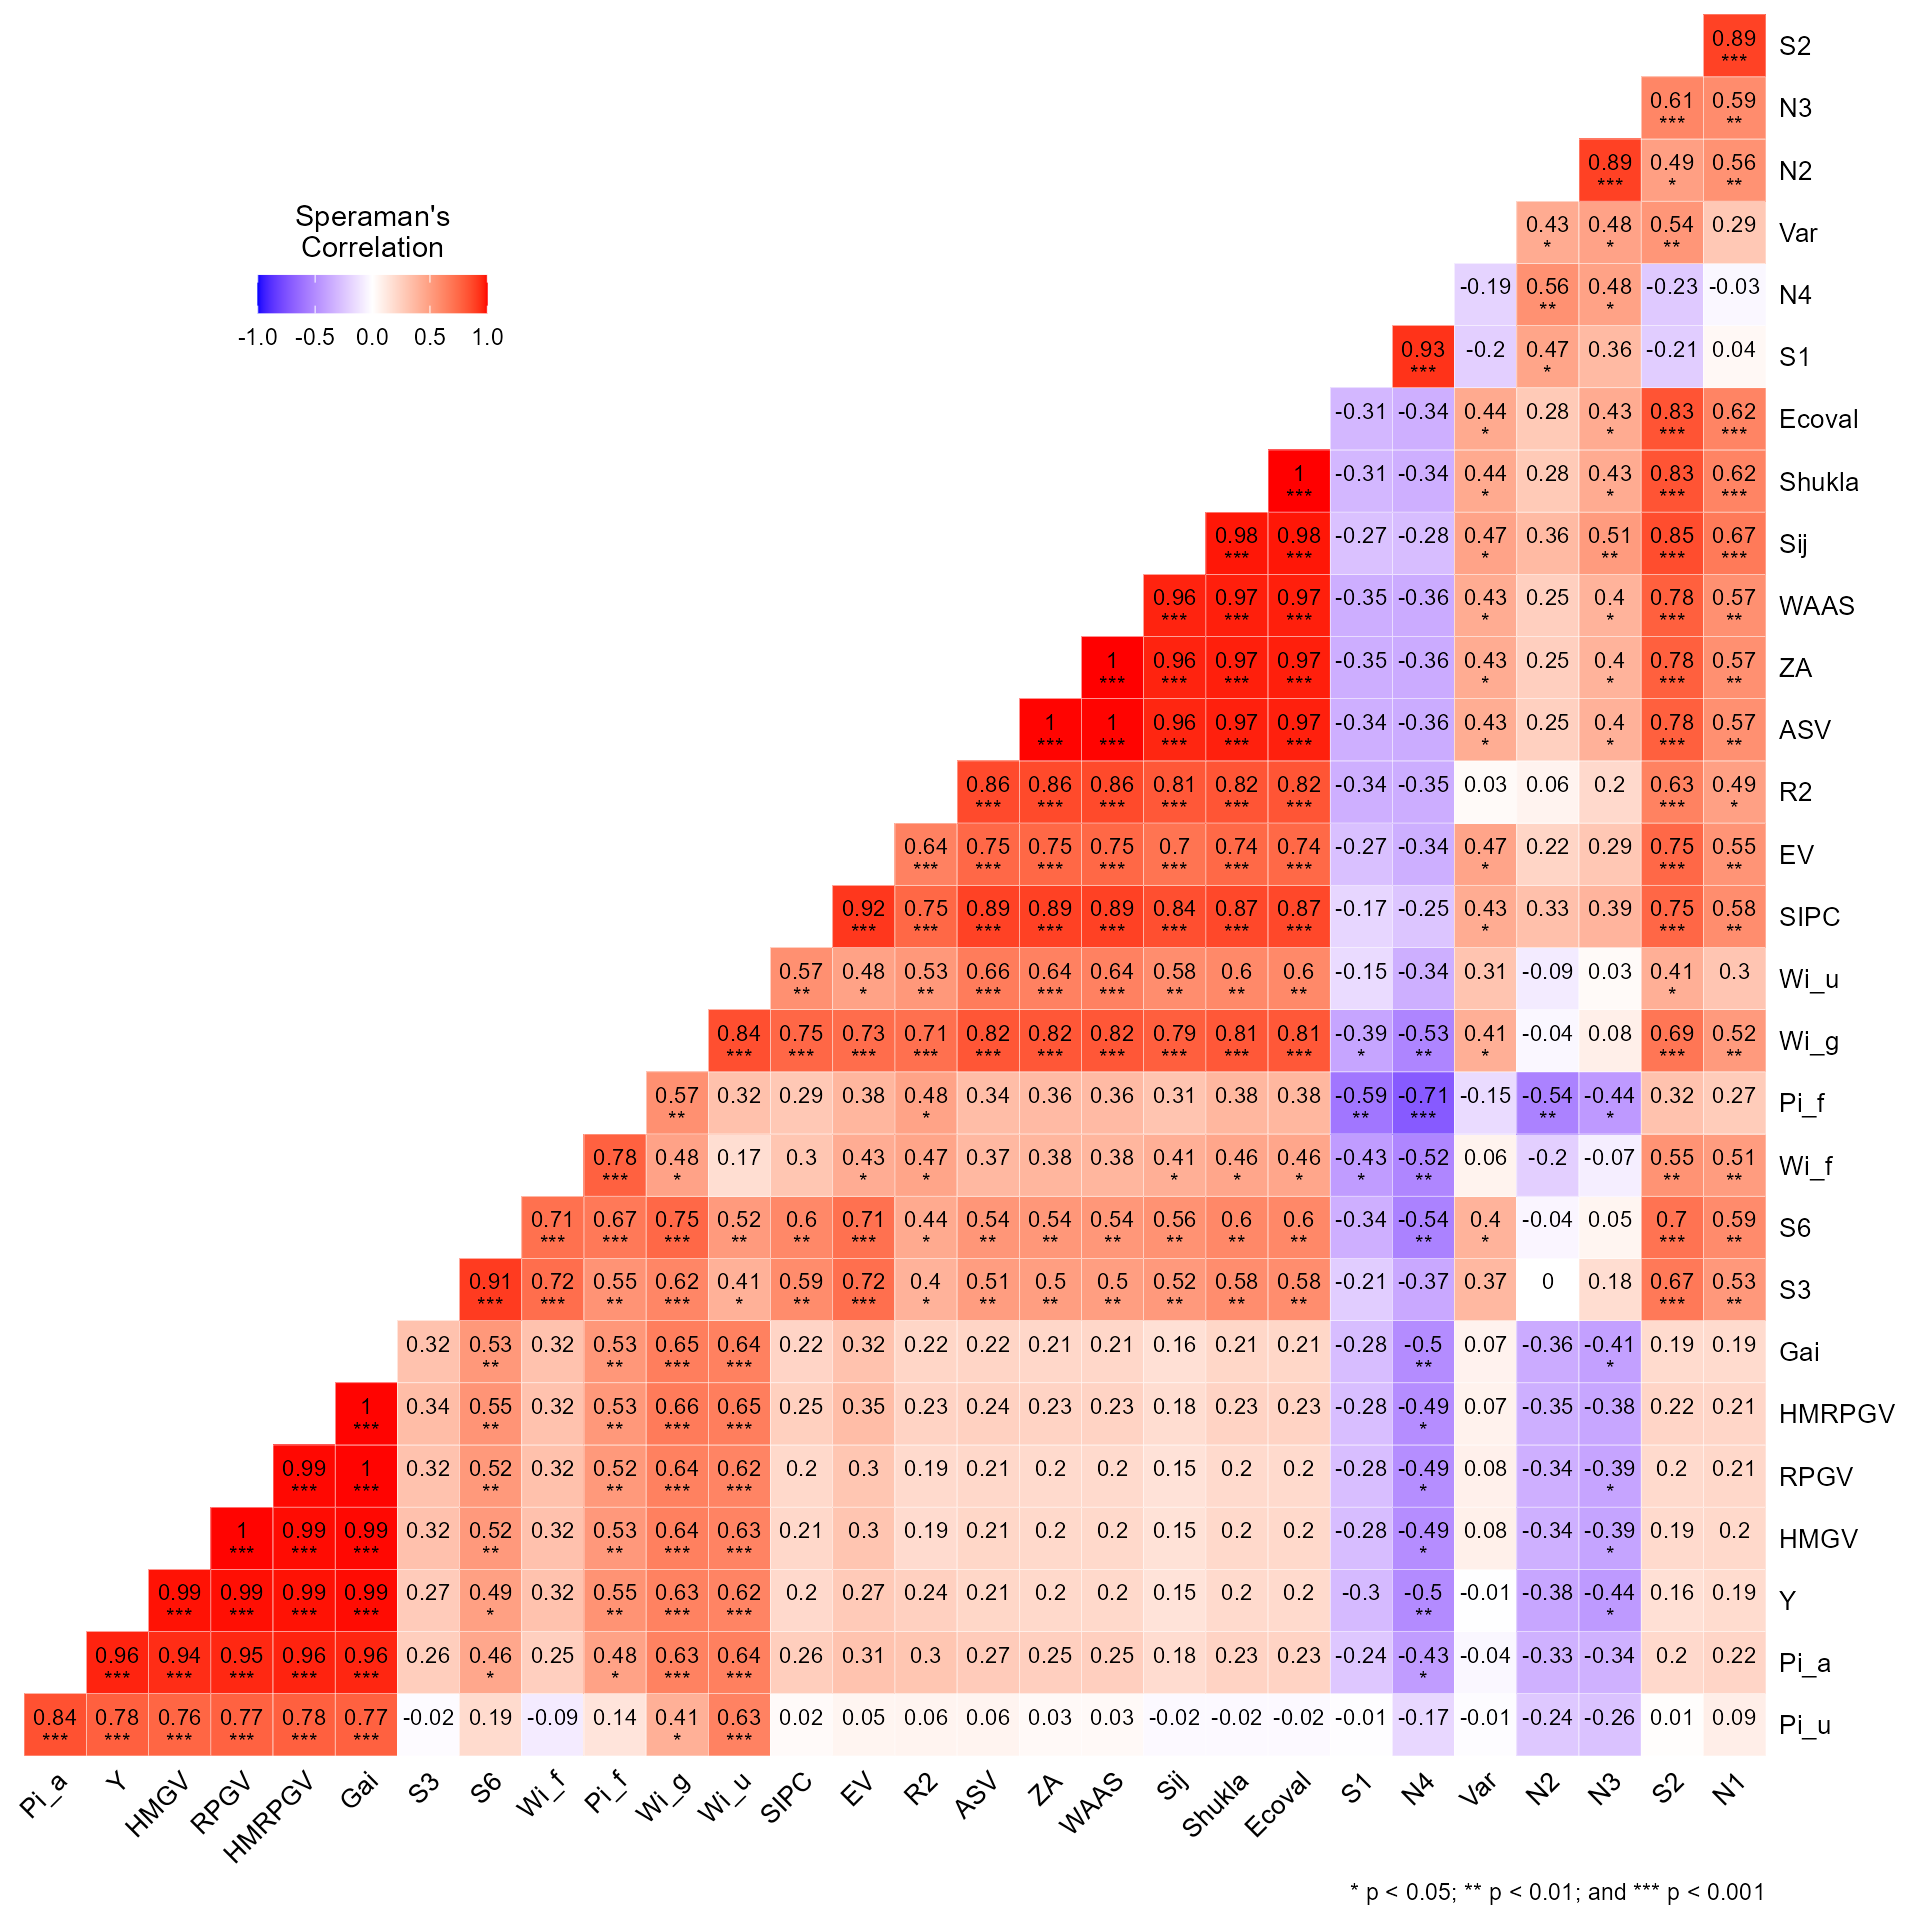 0.89 S2
***
0.61 0.59 N3
*** **
0.89 0.49 0.56 N2
*** * **
Speraman's
Correlation
-1.0 -0.5 0.0 0.5 1.0
0.43 0.48 0.54 0.29 Var
* * **
-0.19 0.56 0.48 -0.23 -0.03 N4
** *
0.93 -0.2 0.47 0.36 -0.21 0.04 S1
*** *
-0.31 -0.34 0.44 0.28 0.43 0.83 0.62 Ecoval
* * *** ***
1 -0.31 -0.34 0.44 0.28 0.43 0.83 0.62 Shukla
*** * * *** ***
0.98 0.98 -0.27 -0.28 0.47 0.36 0.51 0.85 0.67 Sij
*** *** * ** *** ***
0.96 0.97 0.97 -0.35 -0.36 0.43 0.25 0.4 0.78 0.57 WAAS
*** *** *** * * *** **
1 0.96 0.97 0.97 -0.35 -0.36 0.43 0.25 0.4 0.78 0.57 ZA
*** *** *** *** * * *** **
1 1 0.96 0.97 0.97 -0.34 -0.36 0.43 0.25 0.4 0.78 0.57 ASV
*** *** *** *** *** * * *** **
0.86 0.86 0.86 0.81 0.82 0.82 -0.34 -0.35 0.03 0.06 0.2 0.63 0.49 R2
*** *** *** *** *** *** *** *
0.64 0.75 0.75 0.75 0.7 0.74 0.74 -0.27 -0.34 0.47 0.22 0.29 0.75 0.55 EV
*** *** *** *** *** *** *** * *** **
0.92 0.75 0.89 0.89 0.89 0.84 0.87 0.87 -0.17 -0.25 0.43 0.33 0.39 0.75 0.58 SIPC
*** *** *** *** *** *** *** *** * *** **
0.57 0.48 0.53 0.66 0.64 0.64 0.58 0.6 0.6 -0.15 -0.34 0.31 -0.09 0.03 0.41 0.3 Wi_u
** * ** *** *** *** ** ** ** *
0.84 0.75 0.73 0.71 0.82 0.82 0.82 0.79 0.81 0.81 -0.39 -0.53 0.41 -0.04 0.08 0.69 0.52 Wi_g
*** *** *** *** *** *** *** *** *** *** * ** * *** **
0.57 0.32 0.29 0.38 0.48 0.34 0.36 0.36 0.31 0.38 0.38 -0.59 -0.71 -0.15 -0.54 -0.44 0.32 0.27 Pi_f
** * ** *** ** *
0.78 0.48 0.17 0.3 0.43 0.47 0.37 0.38 0.38 0.41 0.46 0.46 -0.43 -0.52 0.06 -0.2 -0.07 0.55 0.51 Wi_f
*** * * * * * * * ** ** **
0.71 0.67 0.75 0.52 0.6 0.71 0.44 0.54 0.54 0.54 0.56 0.6 0.6 -0.34 -0.54 0.4 -0.04 0.05 0.7 0.59 S6
*** *** *** ** ** *** * ** ** ** ** ** ** ** * *** **
0.91 0.72 0.55 0.62 0.41 0.59 0.72 0.4 0.51 0.5 0.5 0.52 0.58 0.58 -0.21 -0.37 0.37 0 0.18 0.67 0.53 S3
*** *** ** *** * ** *** * ** ** ** ** ** ** *** **
0.32 0.53 0.32 0.53 0.65 0.64 0.22 0.32 0.22 0.22 0.21 0.21 0.16 0.21 0.21 -0.28 -0.5 0.07 -0.36 -0.41 0.19 0.19 Gai
** ** *** *** ** *
1 0.34 0.55 0.32 0.53 0.66 0.65 0.25 0.35 0.23 0.24 0.23 0.23 0.18 0.23 0.23 -0.28 -0.49 0.07 -0.35 -0.38 0.22 0.21 HMRPGV
*** ** ** *** *** *
0.99 1 0.32 0.52 0.32 0.52 0.64 0.62 0.2 0.3 0.19 0.21 0.2 0.2 0.15 0.2 0.2 -0.28 -0.49 0.08 -0.34 -0.39 0.2 0.21 RPGV
*** *** ** ** *** *** * *
1 0.99 0.99 0.32 0.52 0.32 0.53 0.64 0.63 0.21 0.3 0.19 0.21 0.2 0.2 0.15 0.2 0.2 -0.28 -0.49 0.08 -0.34 -0.39 0.19 0.2 HMGV
*** *** *** ** ** *** *** * *
0.99 0.99 0.99 0.99 0.27 0.49 0.32 0.55 0.63 0.62 0.2 0.27 0.24 0.21 0.2 0.2 0.15 0.2 0.2 -0.3 -0.5 -0.01 -0.38 -0.44 0.16 0.19 Y
*** *** *** *** * ** *** *** ** *
0.96 0.94 0.95 0.96 0.96 0.26 0.46 0.25 0.48 0.63 0.64 0.26 0.31 0.3 0.27 0.25 0.25 0.18 0.23 0.23 -0.24 -0.43 -0.04 -0.33 -0.34 0.2 0.22 Pi_a
*** *** *** *** *** * * *** *** *
0.84 0.78 0.76 0.77 0.78 0.77 -0.02 0.19 -0.09 0.14 0.41 0.63 0.02 0.05 0.06 0.06 0.03 0.03 -0.02 -0.02 -0.02 -0.01 -0.17 -0.01 -0.24 -0.26 0.01 0.09 Pi_u
*** *** *** *** *** *** * ***
Pi_a Y HMGV RPGV HMRPGV Gai S3 S6 Wi_f Pi_f Wi_g Wi_u SIPC EV R2 ASV ZA WAAS Sij Shukla Ecoval S1 N4 Var N2 N3 S2 N1
* p < 0.05; ** p < 0.01; and *** p < 0.001